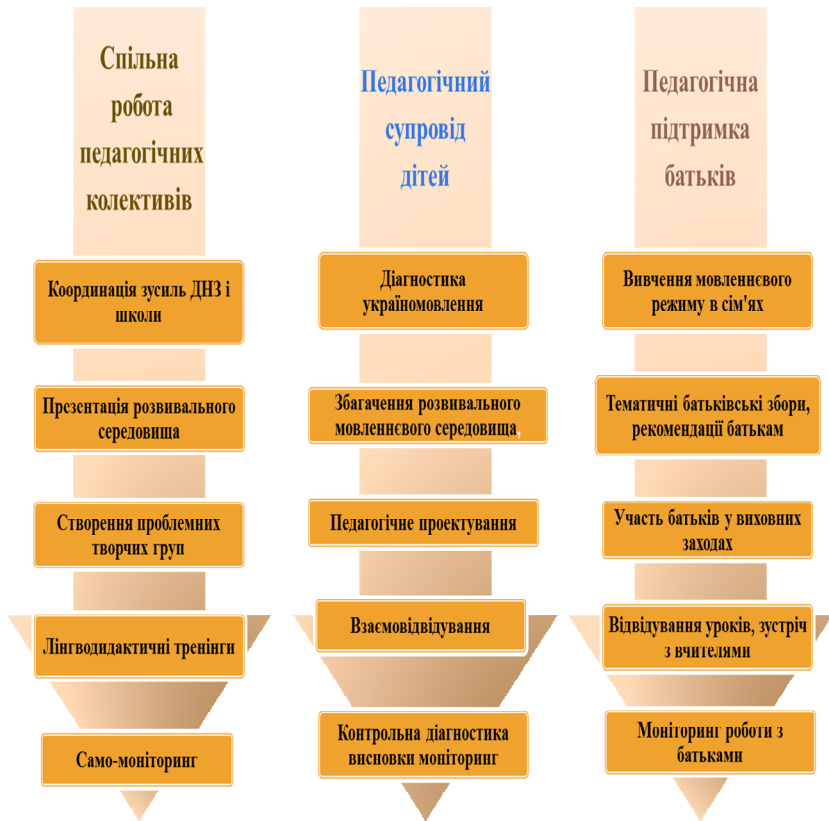 Спільна
робота
педагогічних
колективів
Координація зусиль ДНЗ і
школи
Презентація розвивального
середовища
Створення проблемних
творчих груп
Лінгводидактичні тренінги
Само-моніторинг
Педагогічний
супровід
дітей
Діагностика
україномовлення
Збагачення розвивального
мовленнєвого середовища,
Педагогічне проектування
Взаємовідвідування
Контрольна діагностика
висновки моніторинг
Педагогічна
підтримка
батьків
Вивчення мовленнєвого
режиму в сім'ях
Тематичні батьківські збори,
рекомендації батькам
Участь батьків у виховних
заходах
Відвідування уроків, зустріч
з вчителями
Моніторинг роботи з
батьками